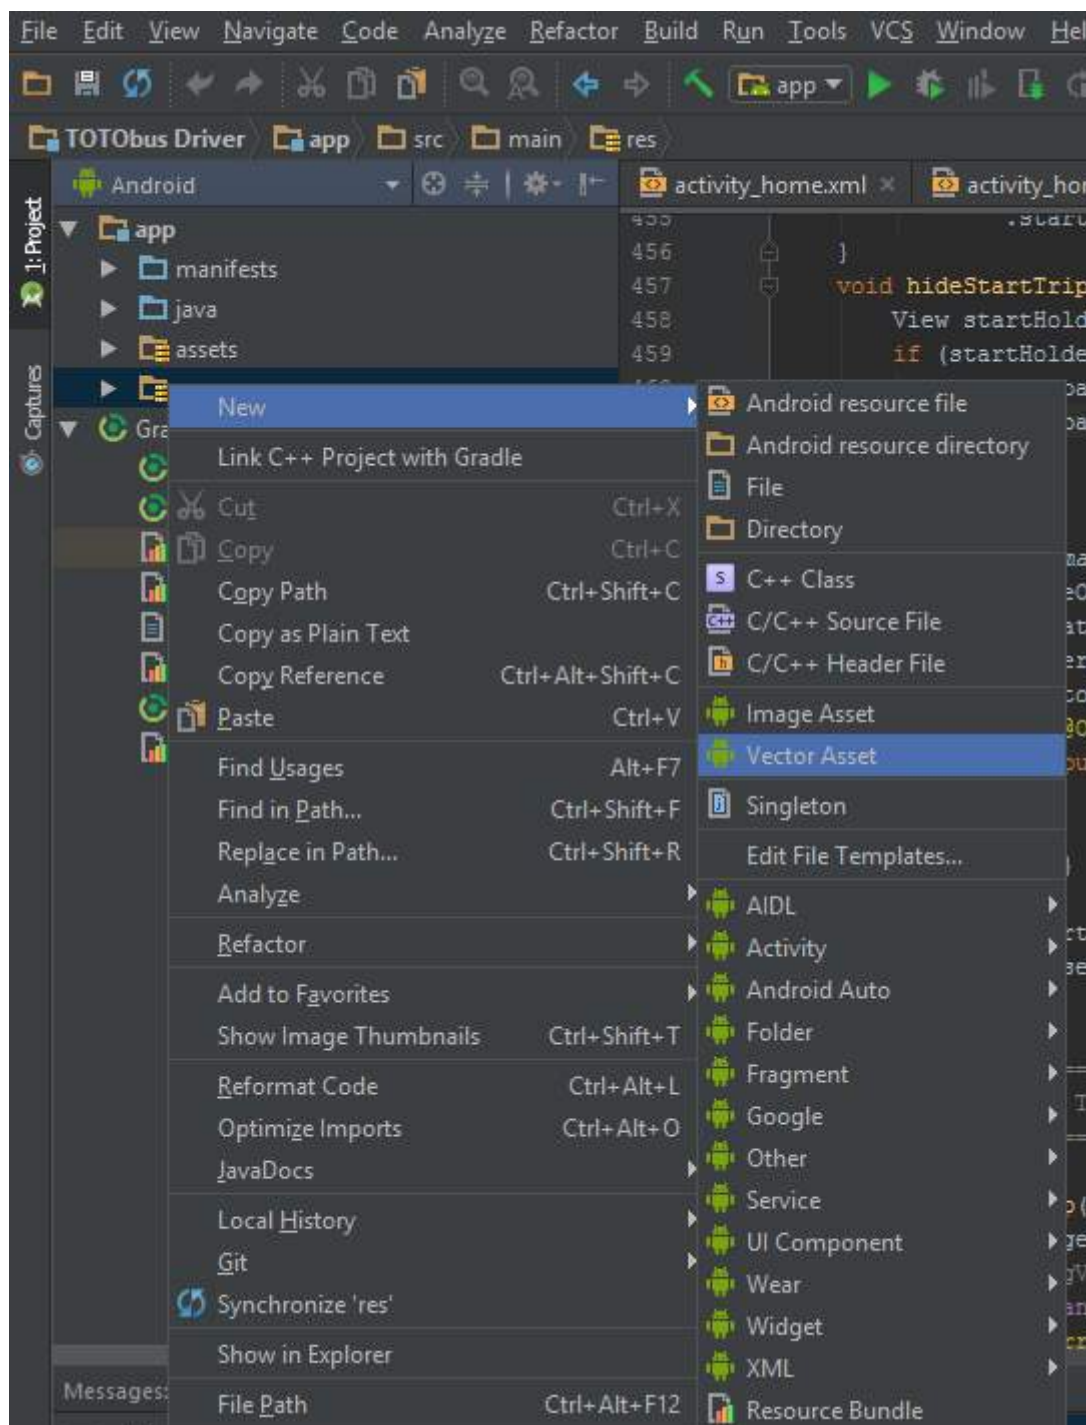 File Edit View Navigate Code Analyze Refactor Build Run Tools VCS Window
app
TOTObus Driver app src main res
Android
activity_home.xml
1: Project
Captures
app
manifests
java
assets
455
456 }
457 void hideStartTrip
458 View startHold
459 if (startHolde
New
Link C++ Project with Gradle
Cut Ctrl+X
Copy Ctrl+C
Copy Path Ctrl+Shift+C
Copy as Plain Text
Copy Reference Ctrl+Alt+Shift+C
Paste Ctrl+V
Find Usages Alt+F7
Find in Path... Ctrl+Shift+F
Replace in Path... Ctrl+Shift+R
Analyze
Refactor
Add to Favorites
Show Image Thumbnails Ctrl+Shift+T
Reformat Code Ctrl+Alt+L
Optimize Imports Ctrl+Alt+O
JavaDocs
Local History
Git
Synchronize 'res'
Show in Explorer
File Path Ctrl+Alt+F12
Android resource file
Android resource directory
File
Directory
C++ Class
C/C++ Source File
C/C++ Header File
Image Asset
Vector Asset
Singleton
Edit File Templates...
AIDL
Activity
Android Auto
Folder
Fragment
Google
Other
Service
UI Component
Wear
Widget
XML
Resource Bundle
Messages: